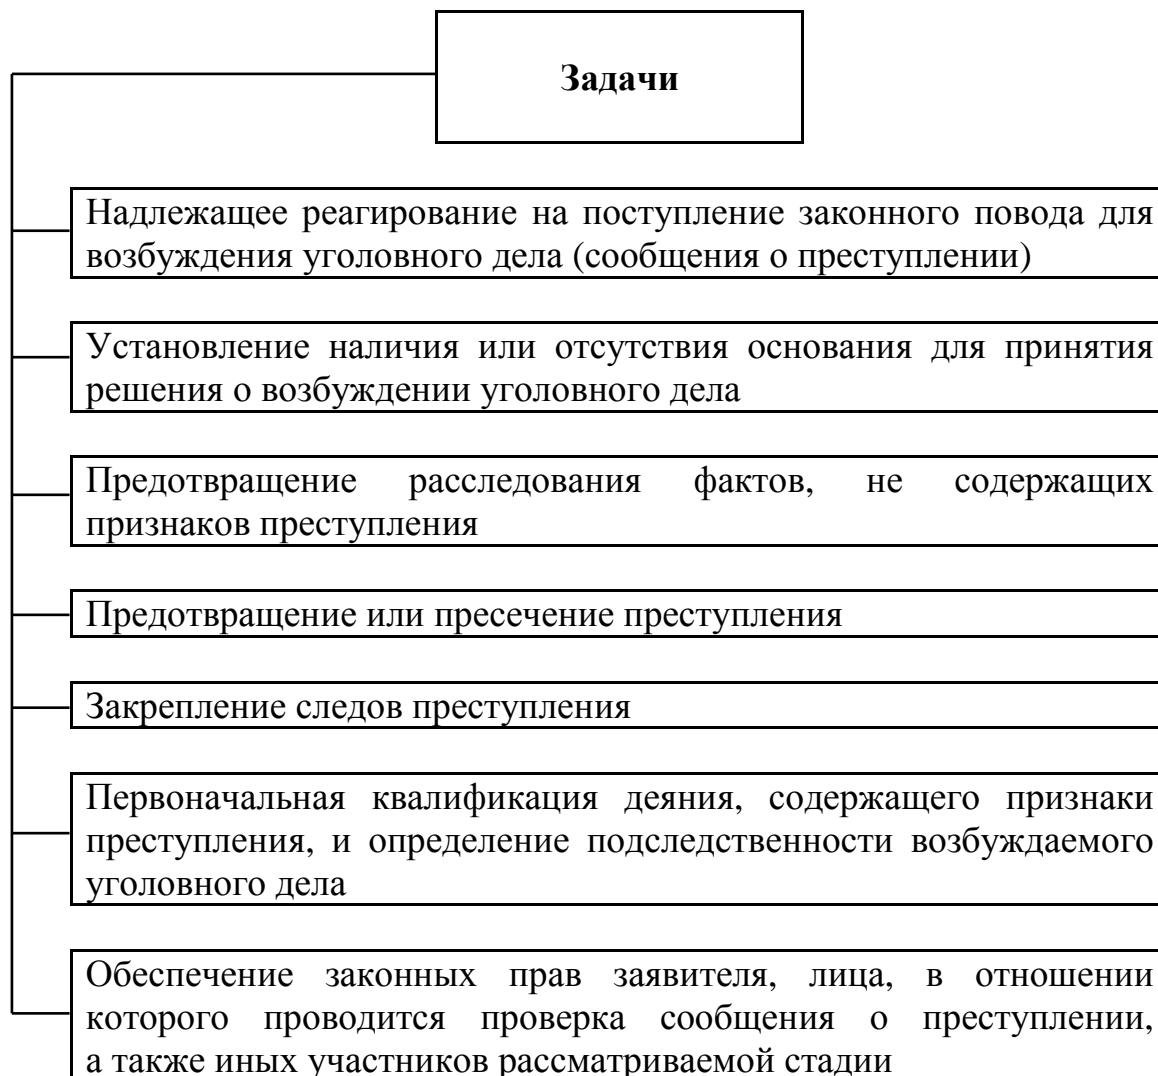 Задачи
Надлежащее реагирование на поступление законного повода для
возбуждения уголовного дела (сообщения о преступлении)
Установление наличия или отсутствия основания для принятия
решения о возбуждении уголовного дела
Предотвращение расследования фактов, не содержащих
признаков преступления
Предотвращение или пресечение преступления
Закрепление следов преступления
Первоначальная квалификация деяния, содержащего признаки
преступления, и определение подследственности возбуждаемого
уголовного дела
Обеспечение законных прав заявителя, лица, в отношении
которого проводится проверка сообщения о преступлении,
а также иных участников рассматриваемой стадии